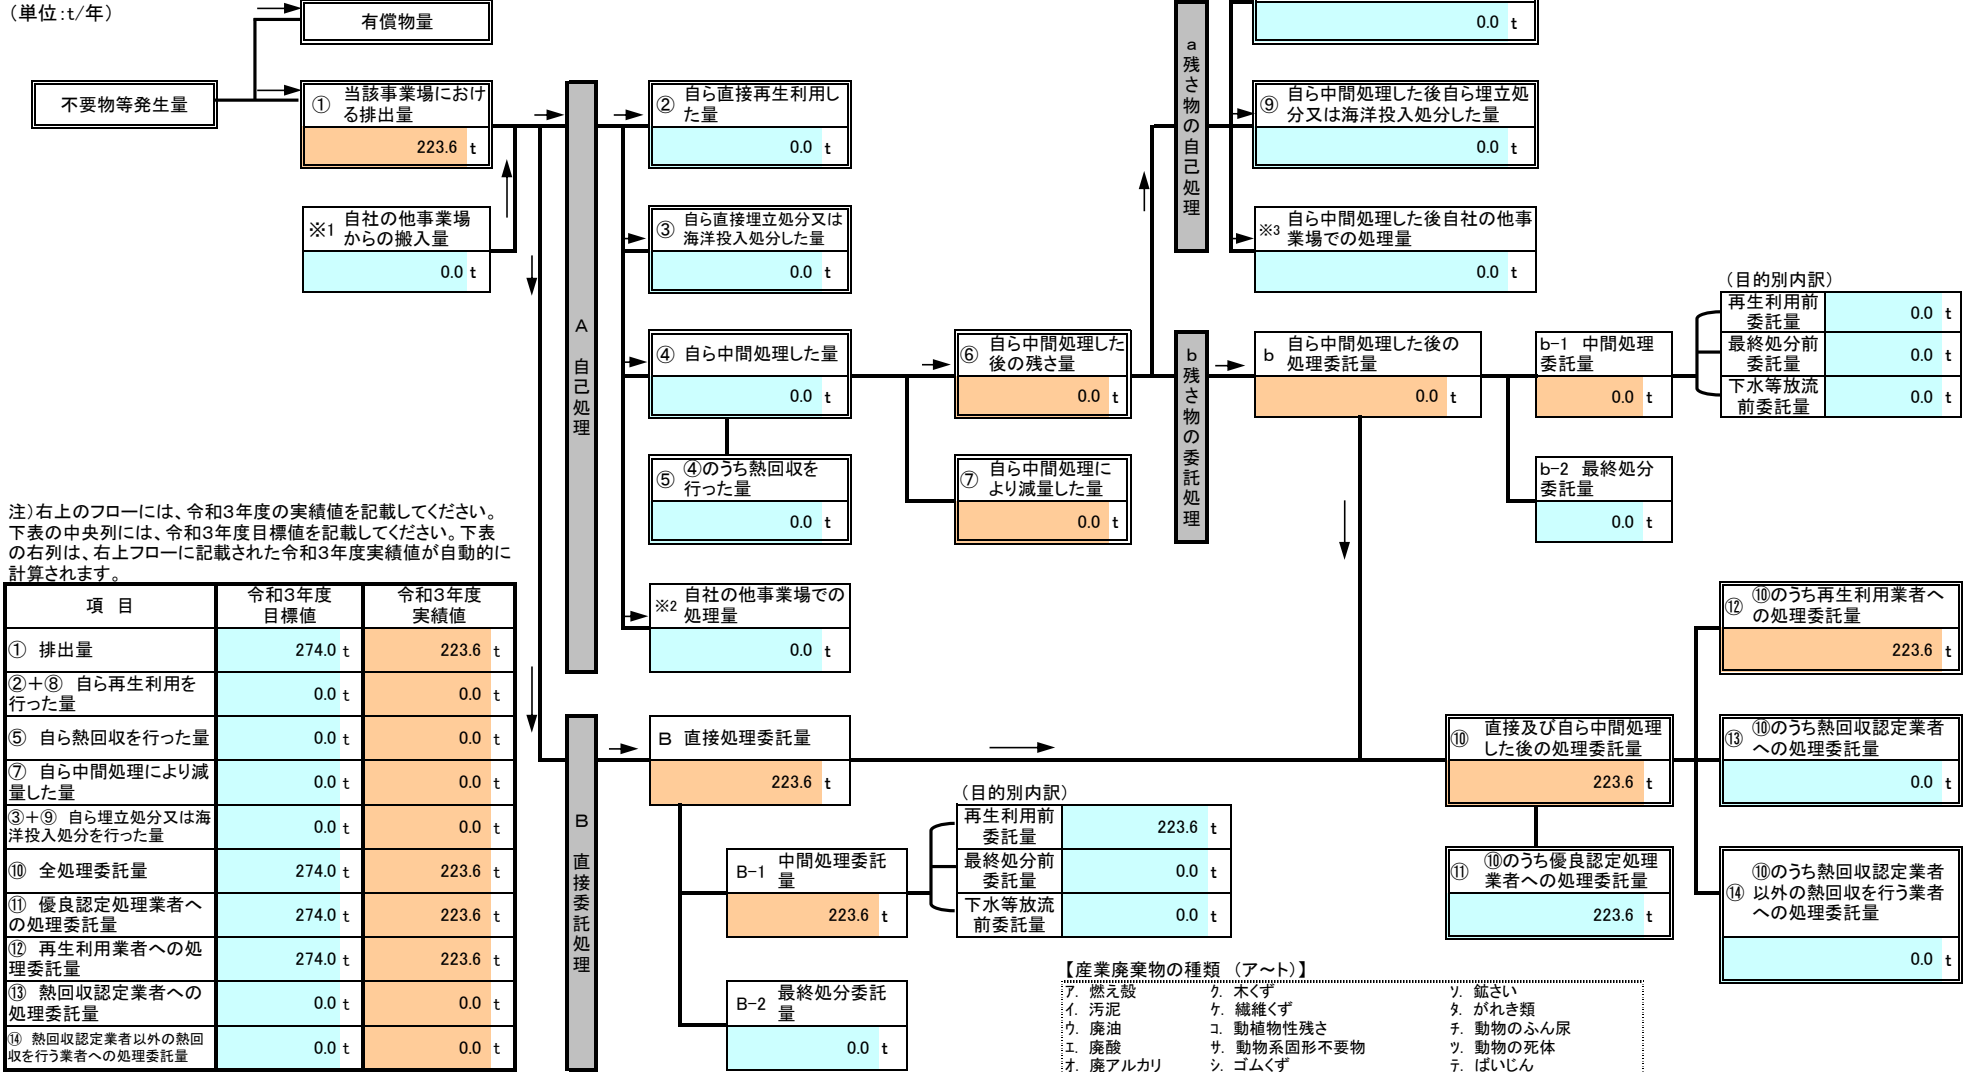 （単位：t/年）
有償物量
不要物等発生量
① 当該事業場におけ
る排出量
223.6 t
※1 自社の他事業場
からの搬入量
0.0 t
A 自己処理
② 自ら直接再生利用し
た量
0.0 t
③ 自ら直接埋立処分又は
海洋投入処分した量
0.0 t
④ 自ら中間処理した量
0.0 t
⑤ ④のうち熱回収を
行った量
0.0 t
※2 自社の他事業場での
処理量
0.0 t
⑥ 自ら中間処理した
後の残さ量
0.0 t
⑦ 自ら中間処理に
より減量した量
0.0 t
a残さ物の自己処理
0.0 t
⑨ 自ら中間処理した後自ら埋立処
分又は海洋投入処分した量
0.0 t
※3 自ら中間処理した後自社の他事
業場での処理量
0.0 t
b残さ物の委託処理
b 自ら中間処理した後の
処理委託量
0.0 t
b-1 中間処理
委託量
0.0 t
（目的別内訳）
再生利用前
委託量
0.0 t
最終処分前
委託量
0.0 t
下水等放流
前委託量
0.0 t
b-2 最終処分
委託量
0.0 t
注）右上のフローには、令和3年度の実績値を記載してください。
下表の中央列には、令和3年度目標値を記載してください。下表
の右列は、右上フローに記載された令和3年度実績値が自動的に
計算されます。
項 目 令和3年度
目標値 令和3年度
実績値
① 排出量 274.0 t 223.6 t
②＋⑧ 自ら再生利用を
行った量 0.0 t 0.0 t
⑤ 自ら熱回収を行った量 0.0 t 0.0 t
⑦ 自ら中間処理により減
量した量 0.0 t 0.0 t
③＋⑨ 自ら埋立処分又は海
洋投入処分を行った量 0.0 t 0.0 t
⑩ 全処理委託量 274.0 t 223.6 t
⑪ 優良認定処理業者へ
の処理委託量 274.0 t 223.6 t
⑫ 再生利用業者への処
理委託量 274.0 t 223.6 t
⑬ 熱回収認定業者への
処理委託量 0.0 t 0.0 t
⑭ 熱回収認定業者以外の熱回
収を行う業者への処理委託量 0.0 t 0.0 t
B 直接委託処理
B 直接処理委託量
223.6 t
B-1 中間処理委託
量
223.6 t
（目的別内訳）
再生利用前
委託量
223.6 t
最終処分前
委託量
0.0 t
下水等放流
前委託量
0.0 t
B-2 最終処分委託
量
0.0 t
⑩ 直接及び自ら中間処理
した後の処理委託量
223.6 t
⑪ ⑩のうち優良認定処理
業者への処理委託量
223.6 t
⑫ ⑩のうち再生利用業者へ
の処理委託量
223.6 t
⑬ ⑩のうち熱回収認定業者
への処理委託量
0.0 t
⑭ ⑩のうち熱回収認定業者
以外の熱回収を行う業者
への処理委託量
0.0 t
【産業廃棄物の種類 （ア～ト）】
ア. 燃え殻 ク. 木くず ソ. 鉱さい
イ. 汚泥 ケ. 繊維くず タ. がれき類
ウ. 廃油 コ. 動植物性残さ チ. 動物のふん尿
エ. 廃酸 サ. 動物系固形不要物 ツ. 動物の死体
オ. 廃アルカリ シ. ゴムくず テ. ばいじん